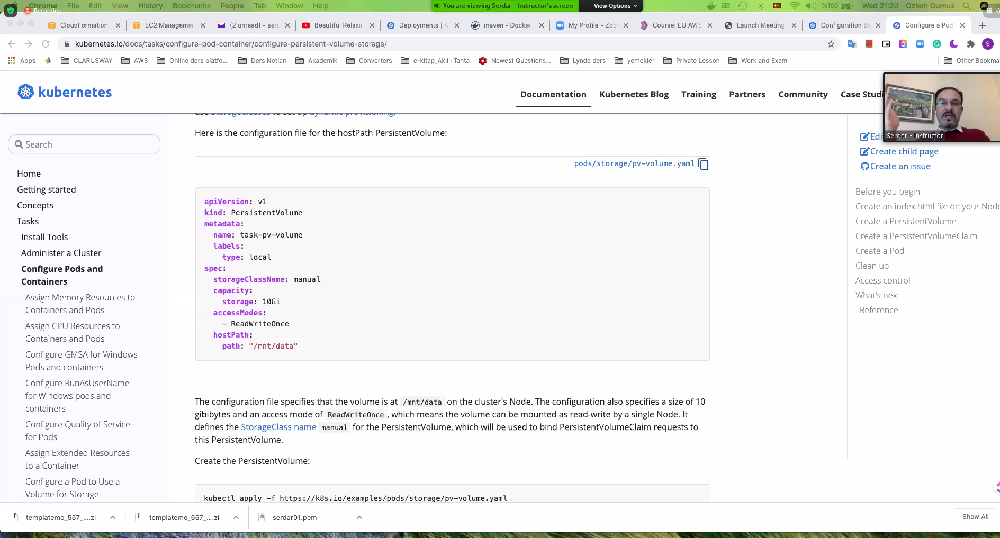 Chrome File Edit View History Bookmarks People Tab Window Help
Recording
You are viewing Serdar - Instructor's screen View Options
%100 Wed 21:20 Ozlem Gumus
CloudFormation
EC2 Managemer
(2 unread) - serd
Beautiful Relaxin
Deployments | K
maven - Docker
My Profile - Zoo
Course: EU AWS
Launch Meeting
Configuration Be
Configure a Pod
kubernetes.io/docs/tasks/configure-pod-container/configure-persistent-volume-storage/
S
Apps CLARUSWAY AWS Online ders platfo... Ders Notları Akademik Converters e-kitap_Akıllı Tahta Newest Questions... Lynda ders yemekler Private Lesson Work and Exam Other Bookma
kubernetes
Documentation Kubernetes Blog Training Partners Community Case Studi
Serdar - Instructor
use StorageClasses to set up dynamic provisioning.
Here is the configuration file for the hostPath PersistentVolume:
pods/storage/pv-volume.yaml
apiVersion: v1
kind: PersistentVolume
metadata:
name: task-pv-volume
labels:
type: local
spec:
storageClassName: manual
capacity:
storage: 10Gi
accessModes:
- ReadWriteOnce
hostPath:
path: "/mnt/data"
The configuration file specifies that the volume is at /mnt/data on the cluster's Node. The configuration also specifies a size of 10
gibibytes and an access mode of ReadWriteOnce, which means the volume can be mounted as read-write by a single Node. It
defines the StorageClass name manual for the PersistentVolume, which will be used to bind PersistentVolumeClaim requests to
this PersistentVolume.
Create the PersistentVolume:
kubectl apply -f https://k8s.io/examples/pods/storage/pv-volume.yaml
Search
Home
Getting started
Concepts
Tasks
Install Tools
Administer a Cluster
Configure Pods and
Containers
Assign Memory Resources to
Containers and Pods
Assign CPU Resources to
Containers and Pods
Configure GMSA for Windows
Pods and containers
Configure RunAsUserName
for Windows pods and
containers
Configure Quality of Service
for Pods
Assign Extended Resources
to a Container
Configure a Pod to Use a
Volume for Storage
Edi
Create child page
Create an issue
Before you begin
Create an index.html file on your Node
Create a PersistentVolume
Create a PersistentVolumeClaim
Create a Pod
Clean up
Access control
What's next
Reference
templatemo_557_....zi
templatemo_557_....zi
serdar01.pem
Show All